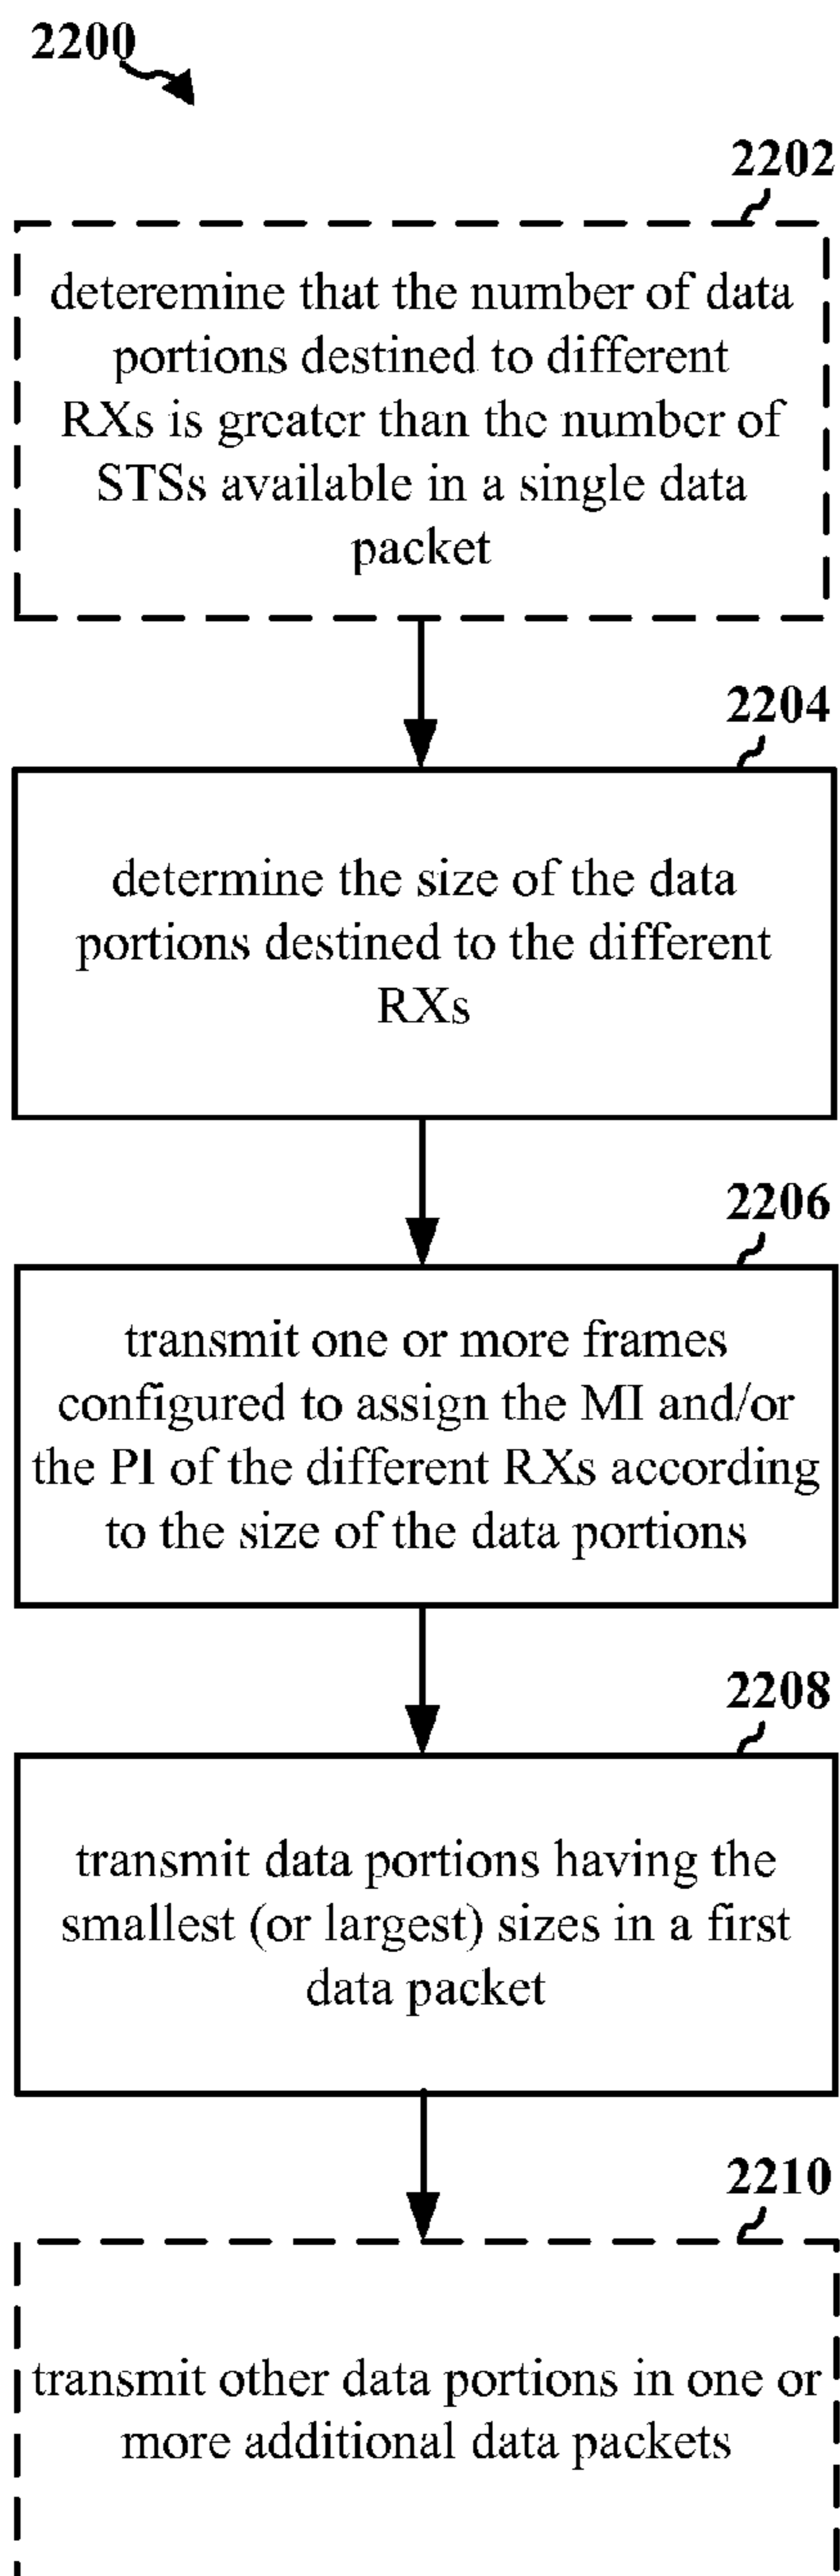 2200
2202
deteremine that the number of data
portions destined to different
RXs is greater than the number of
STSs available in a single data
packet
2204
determine the size of the data
portions destined to the different
RXs
2206
transmit one or more frames
configured to assign the MI and/or
the PI of the different RXs according
to the size of the data portions
2208
transmit data portions having the
smallest (or largest) sizes in a first
data packet
2210
transmit other data portions in one or
more additional data packets